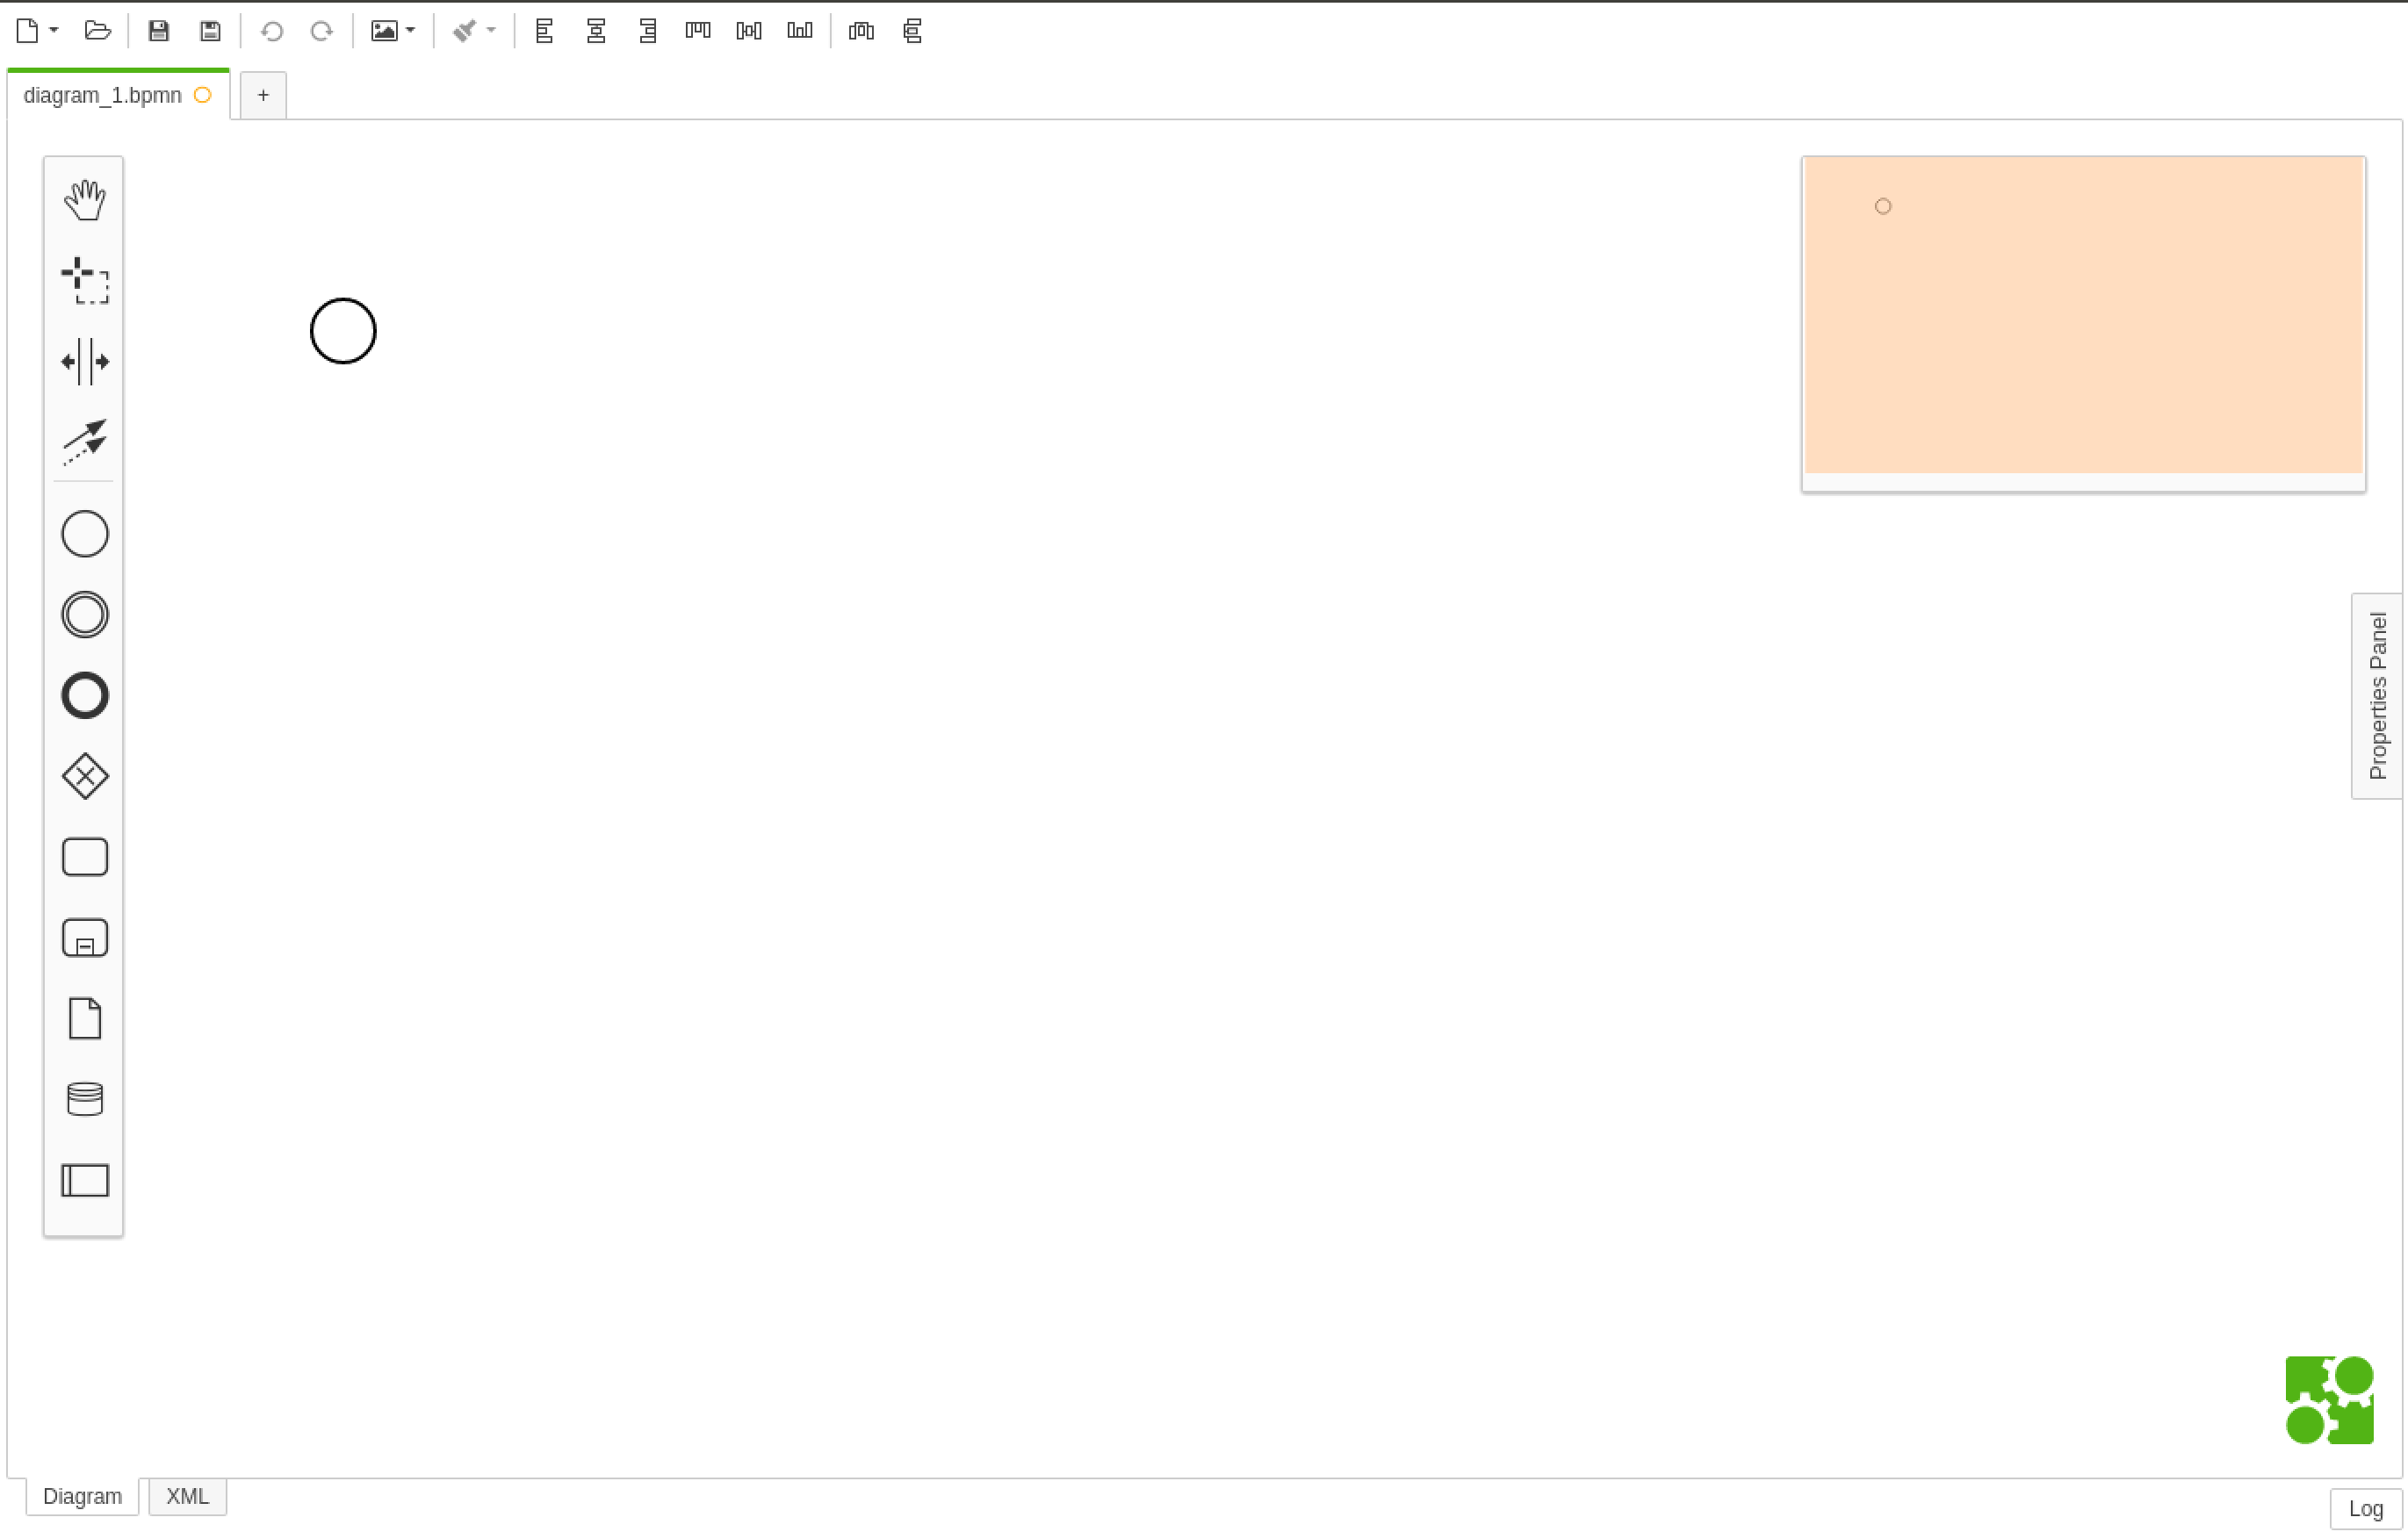 diagram_1.bpmn
+
Properties Panel
Diagram
XML
Log